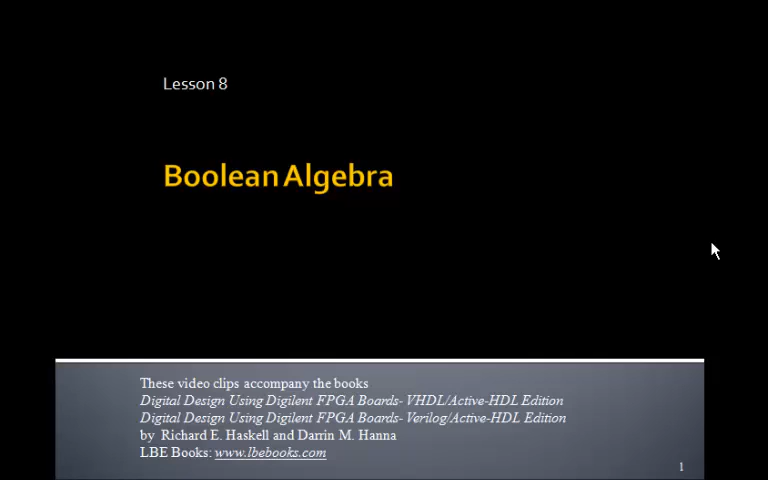 Lesson 8
Boolean Algebra
These video clips accompany the books
Digital Design Using Digilent FPGA Boards- VHDL/Active-HDL Edition
Digital Design Using Digilent FPGA Boards- Verilog/Active-HDL Edition
by  Richard E. Haskell and Darrin M. Hanna
LBE Books: www.lbebooks.com
1